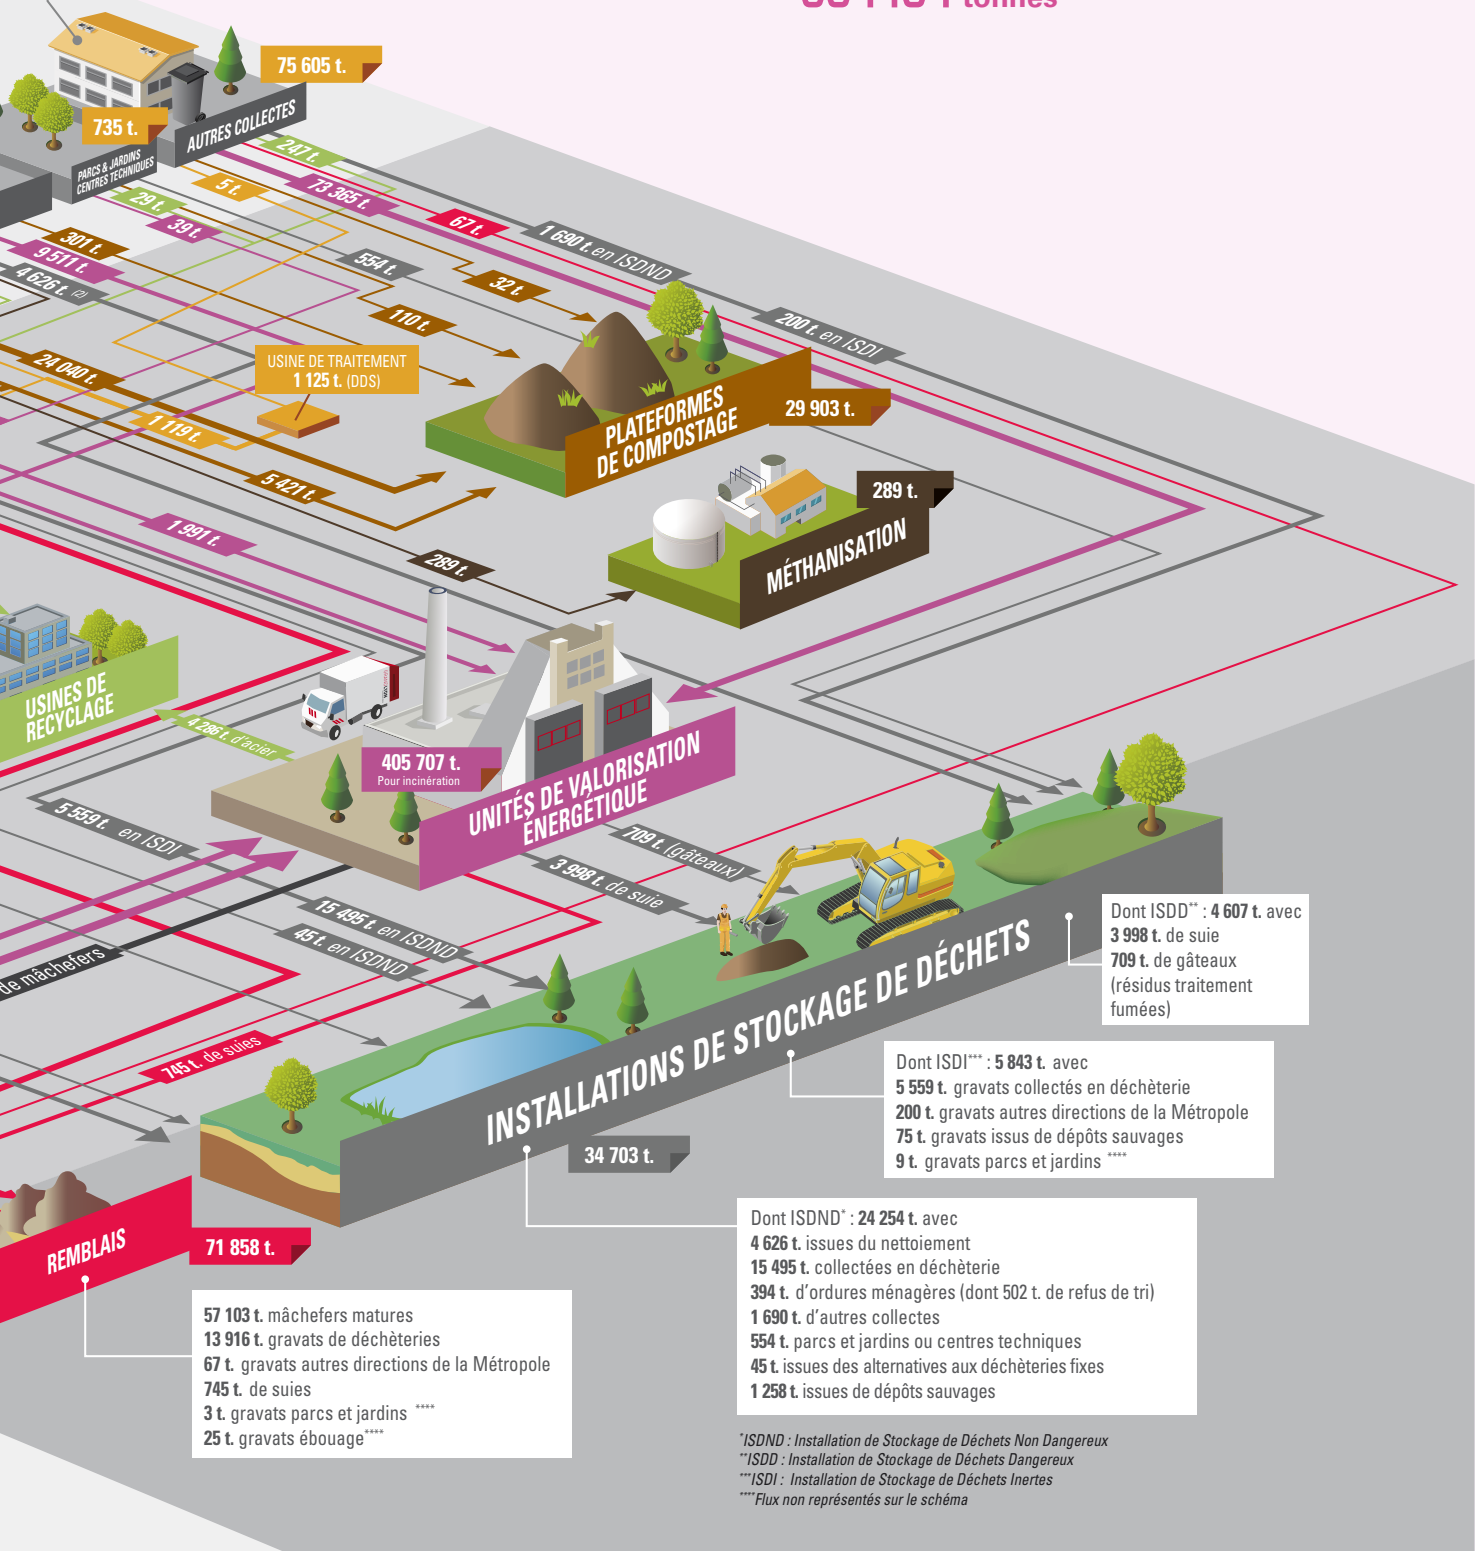 tonnes
75 605 t.
735 t.
AUTRES COLLECTES
PARCS & JARDINS
CENTRES TECHNIQUES
247 t.
5 t.
73 365 t.
29 t.
39 t.
67 t.
1 690 t. en ISDND
301 t.
9 511 t.
4 626 t. (2)
554 t.
32 t.
110 t.
200 t. en ISDI
24 040 t.
USINE DE TRAITEMENT
1 125 t. (DDS)
1 119 t.
PLATEFORMES
DE COMPOSTAGE
29 903 t.
5 421 t.
289 t.
MÉTHANISATION
1 991 t.
289 t.
USINES DE
RECYCLAGE
4 286 t. d'acier
405 707 t.
Pour incinération
UNITÉS DE VALORISATION
ÉNERGÉTIQUE
5 559 t. en ISDI
709 t. (gâteaux)
3 998 t. de suie
15 495 t. en ISDND
45 t. en ISDND
de mâchefers
745 t. de suies
INSTALLATIONS DE STOCKAGE DE DÉCHETS
34 703 t.
Dont ISDD** : 4 607 t. avec
3 998 t. de suie
709 t. de gâteaux
(résidus traitement
fumées)
Dont ISDI*** : 5 843 t. avec
5 559 t. gravats collectés en déchèterie
200 t. gravats autres directions de la Métropole
75 t. gravats issus de dépôts sauvages
9 t. gravats parcs et jardins ****
Dont ISDND* : 24 254 t. avec
4 626 t. issues du nettoiement
15 495 t. collectées en déchèterie
394 t. d'ordures ménagères (dont 502 t. de refus de tri)
1 690 t. d'autres collectes
554 t. parcs et jardins ou centres techniques
45 t. issues des alternatives aux déchèteries fixes
1 258 t. issues de dépôts sauvages
REMBLAIS
71 858 t.
57 103 t. mâchefers matures
13 916 t. gravats de déchèteries
67 t. gravats autres directions de la Métropole
745 t. de suies
3 t. gravats parcs et jardins ****
25 t. gravats ébouage****
*ISDND : Installation de Stockage de Déchets Non Dangereux
**ISDD : Installation de Stockage de Déchets Dangereux
***ISDI : Installation de Stockage de Déchets Inertes
****Flux non représentés sur le schéma